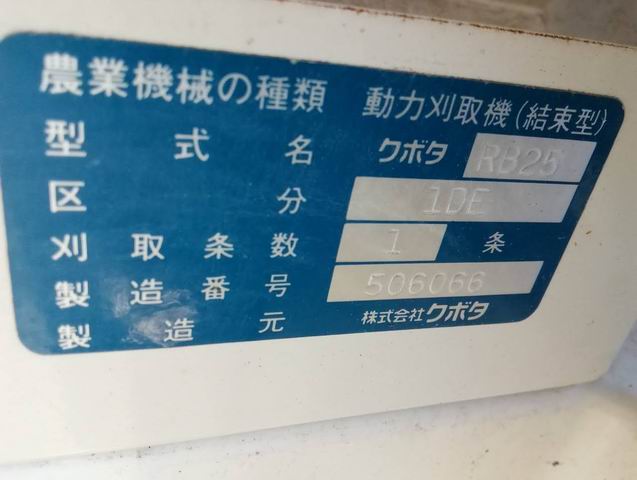 農業機械の種類 動力刈取機(結束型)
型式名 クボタ RB25
区分 1DE
刈取条数 1 条
製造番号 506066
製造元 株式会社クボタ